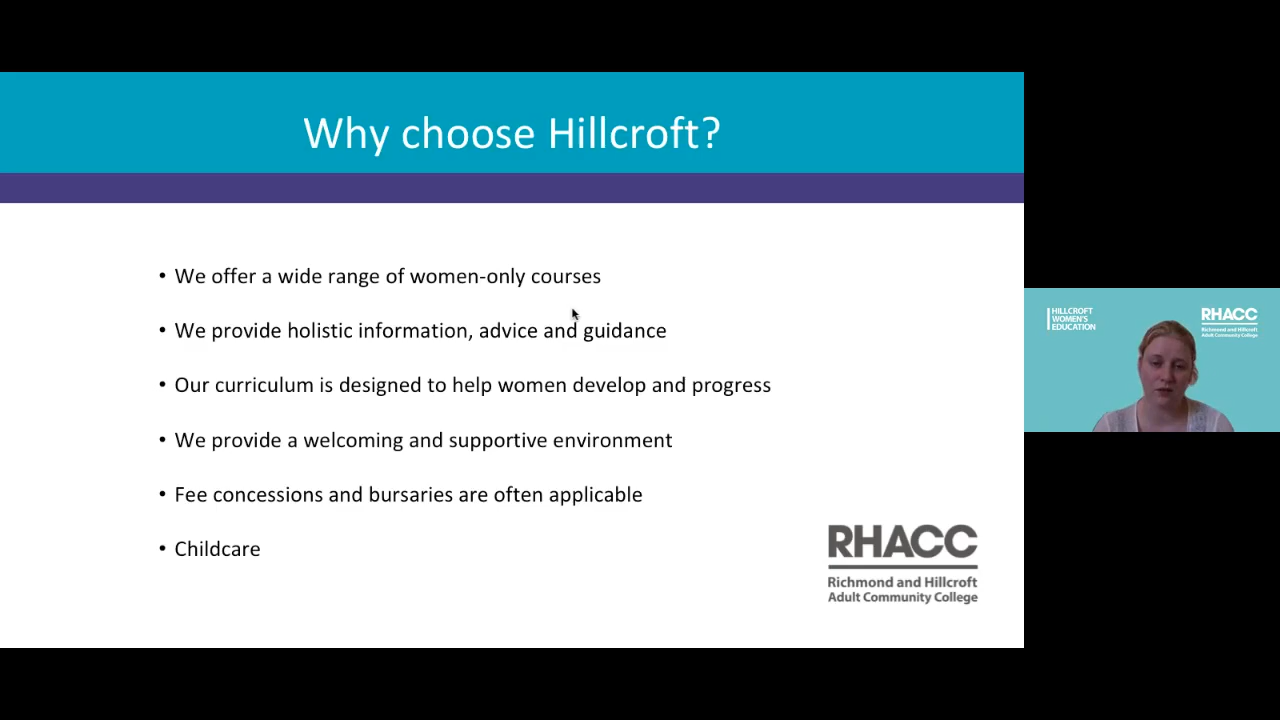 Why choose Hillcroft?
• We offer a wide range of women-only courses
• We provide holistic information, advice and guidance
• Our curriculum is designed to help women develop and progress
• We provide a welcoming and supportive environment
• Fee concessions and bursaries are often applicable
• Childcare
RHACC
Richmond and Hillcroft
Adult Community College
HILLCROFT
WOMEN'S
EDUCATION
RHACC
Richmond and Hillcroft
Adult Community College